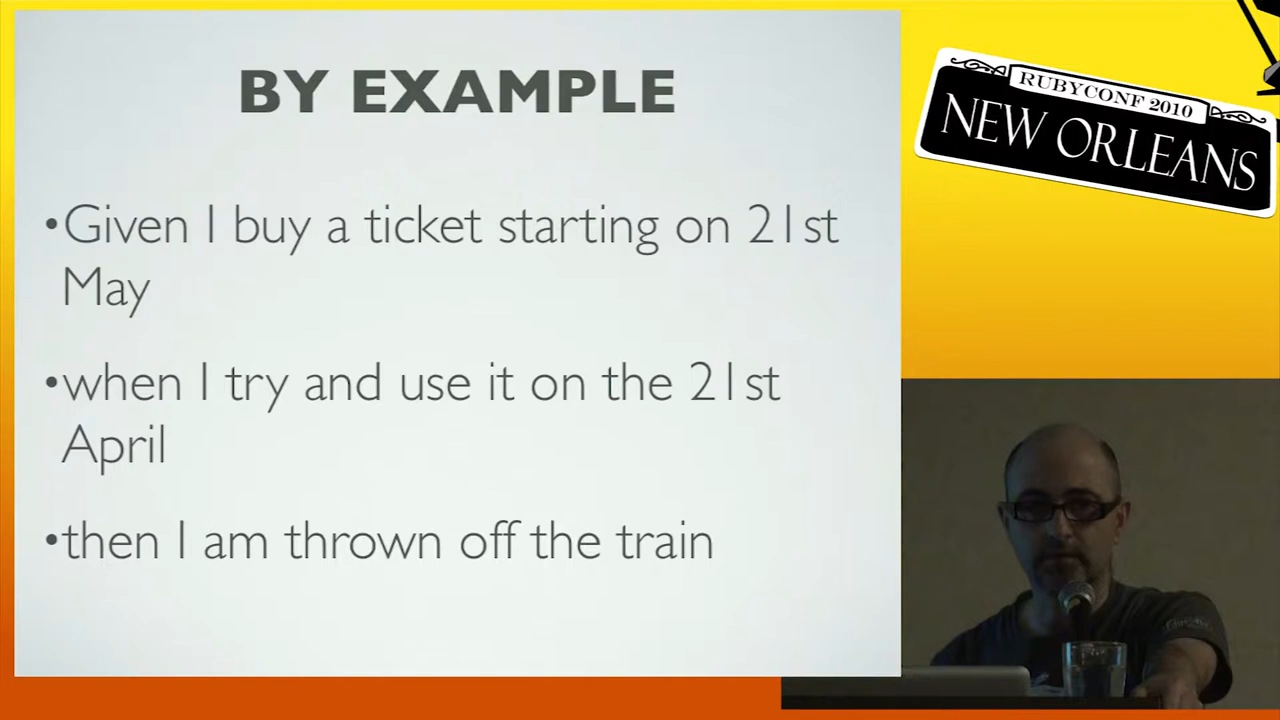 BY EXAMPLE
•Given I buy a ticket starting on 21st
May
•when I try and use it on the 21st
April
•then I am thrown off the train
RUBYCONF 2010
NEW ORLEANS